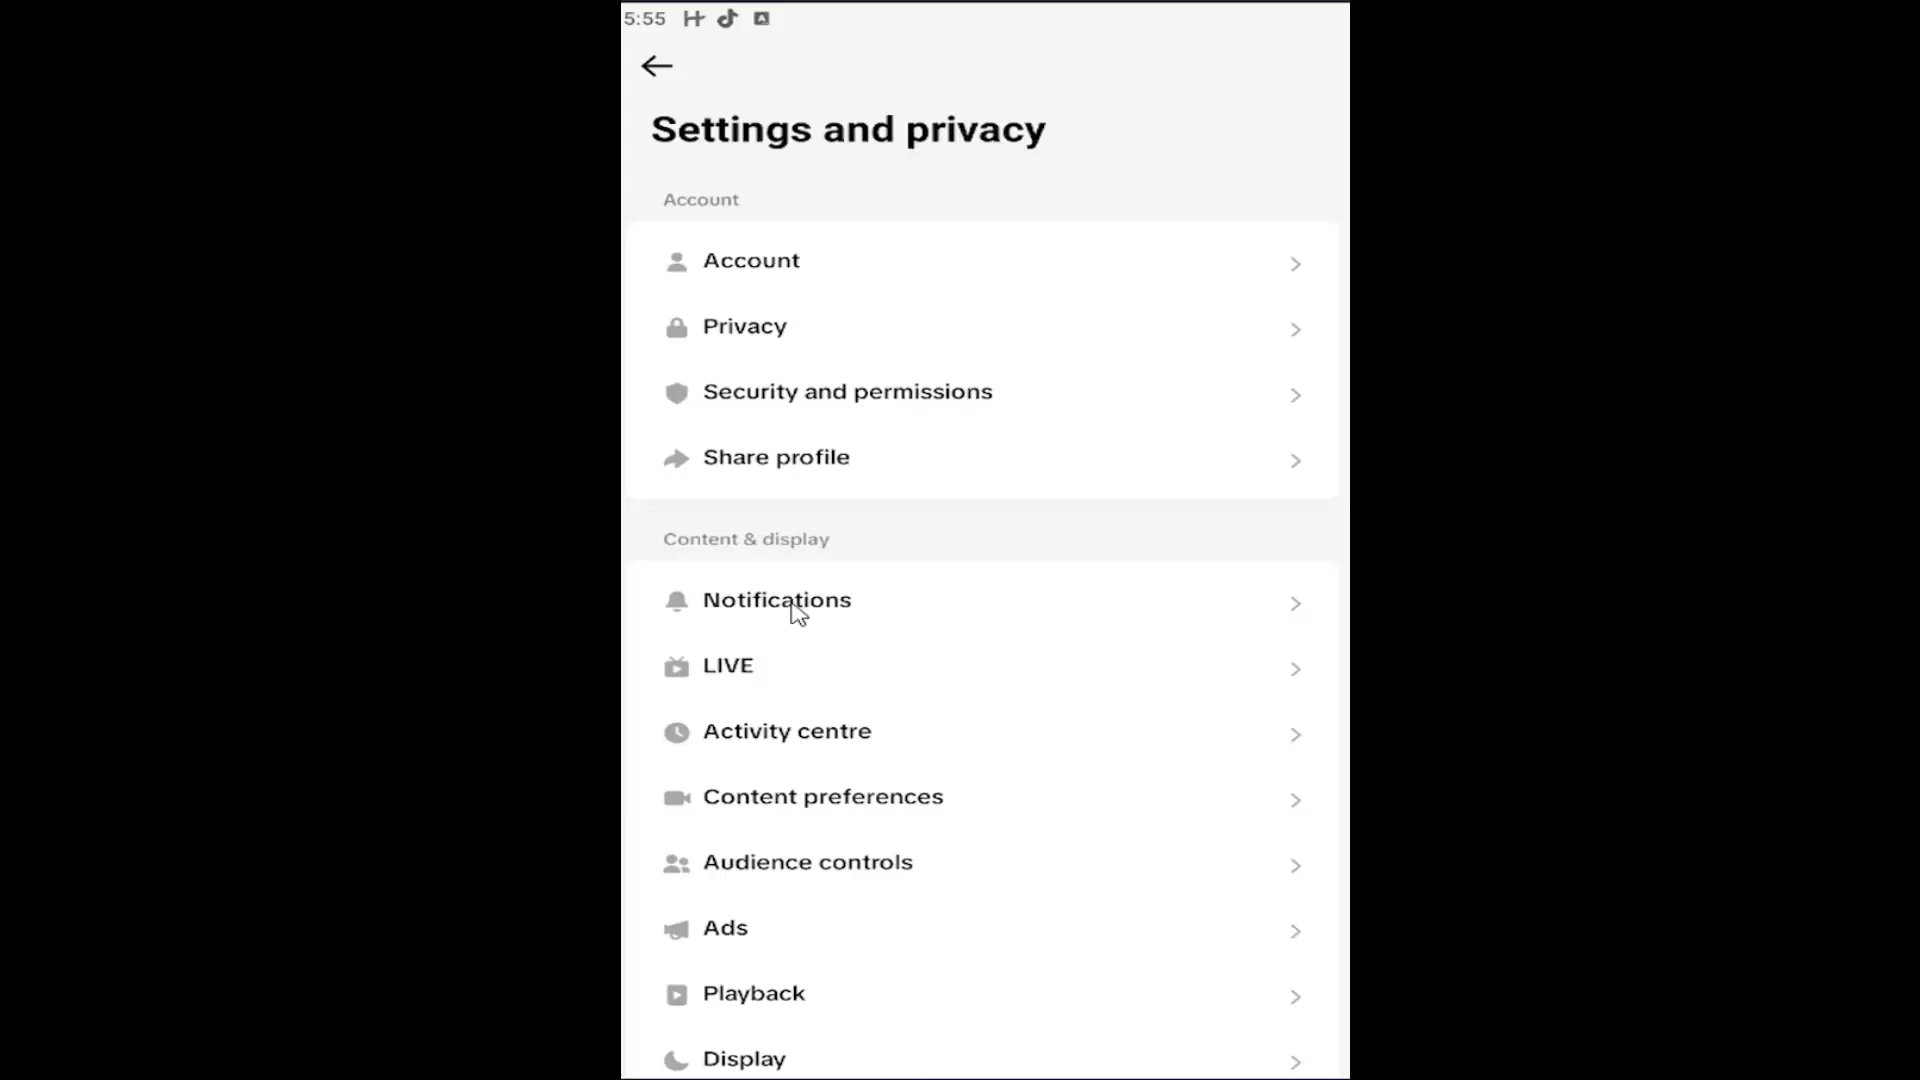 5:55
Settings and privacy
Account
Account
Privacy
Security and permissions
Share profile
Content & display
Notifications
LIVE
Activity centre
Content preferences
Audience controls
Ads
Playback
Display